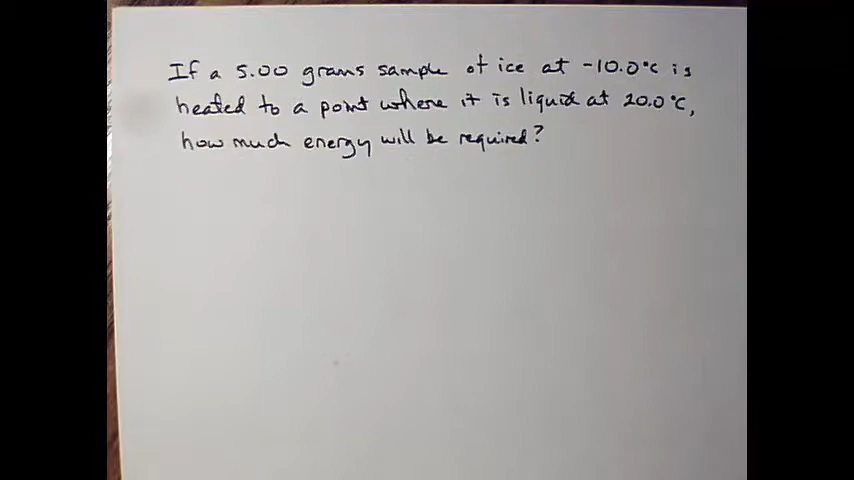 If a 5.00 grams sample of ice at -10.0°C is
heated to a point where it is liquid at 20.0°C,
how much energy will be required?